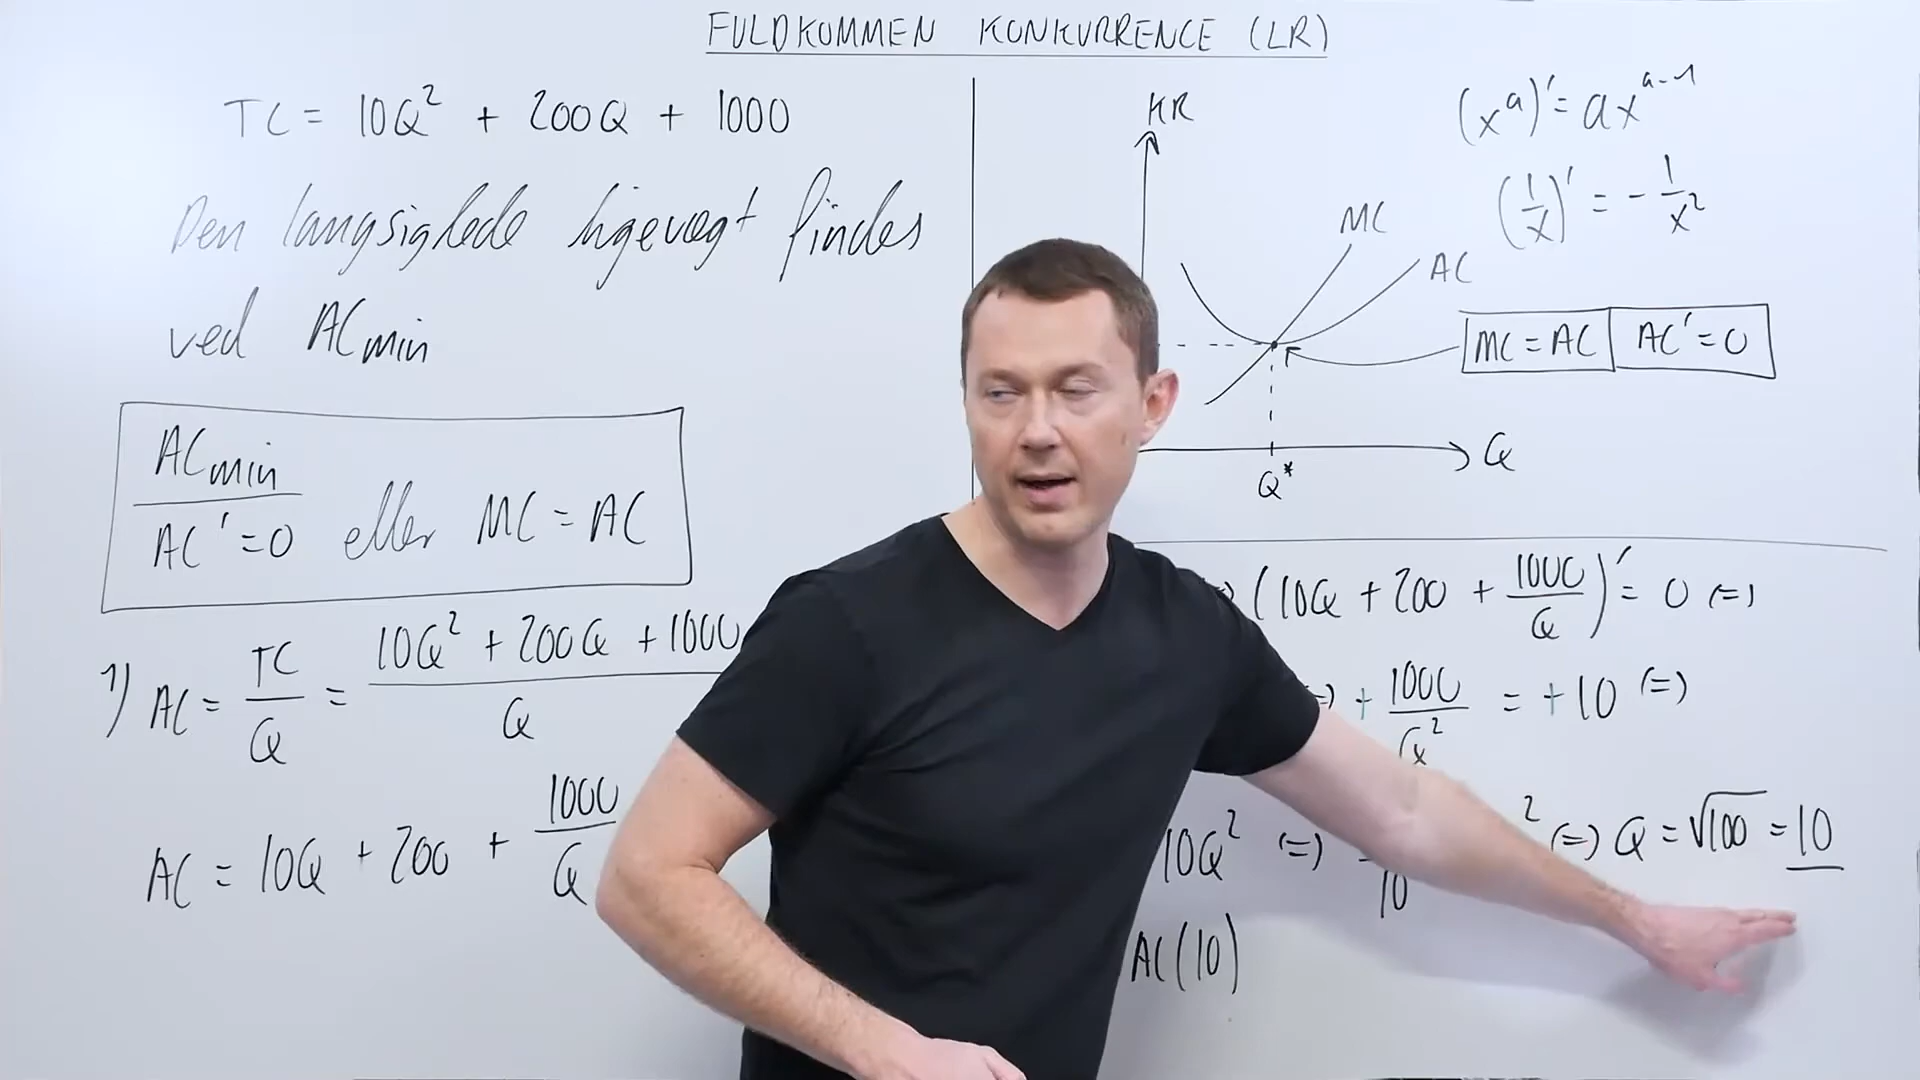 FULDKOMMEN KONKURRENCE (LR)
TC = 10Q² + 200Q + 1000
Den langsigtede ligevægt findes
ved ACmin
ACmin
AC' = 0 eller MC = AC
1) AC = TC/Q = (10Q² + 200Q + 1000)/Q
AC = 10Q + 200 + 1000/Q
KR
MC
AC
Q
Q*
(x^a)' = ax^(a-1)
(1/x)' = -1/x²
MC = AC
AC' = 0
(10Q + 200 + 1000/Q)' = 0 (=)
+ 1000/Q² = +10 (=)
10Q² (=) 10 ² (=) Q = √100 = 10
AC(10)